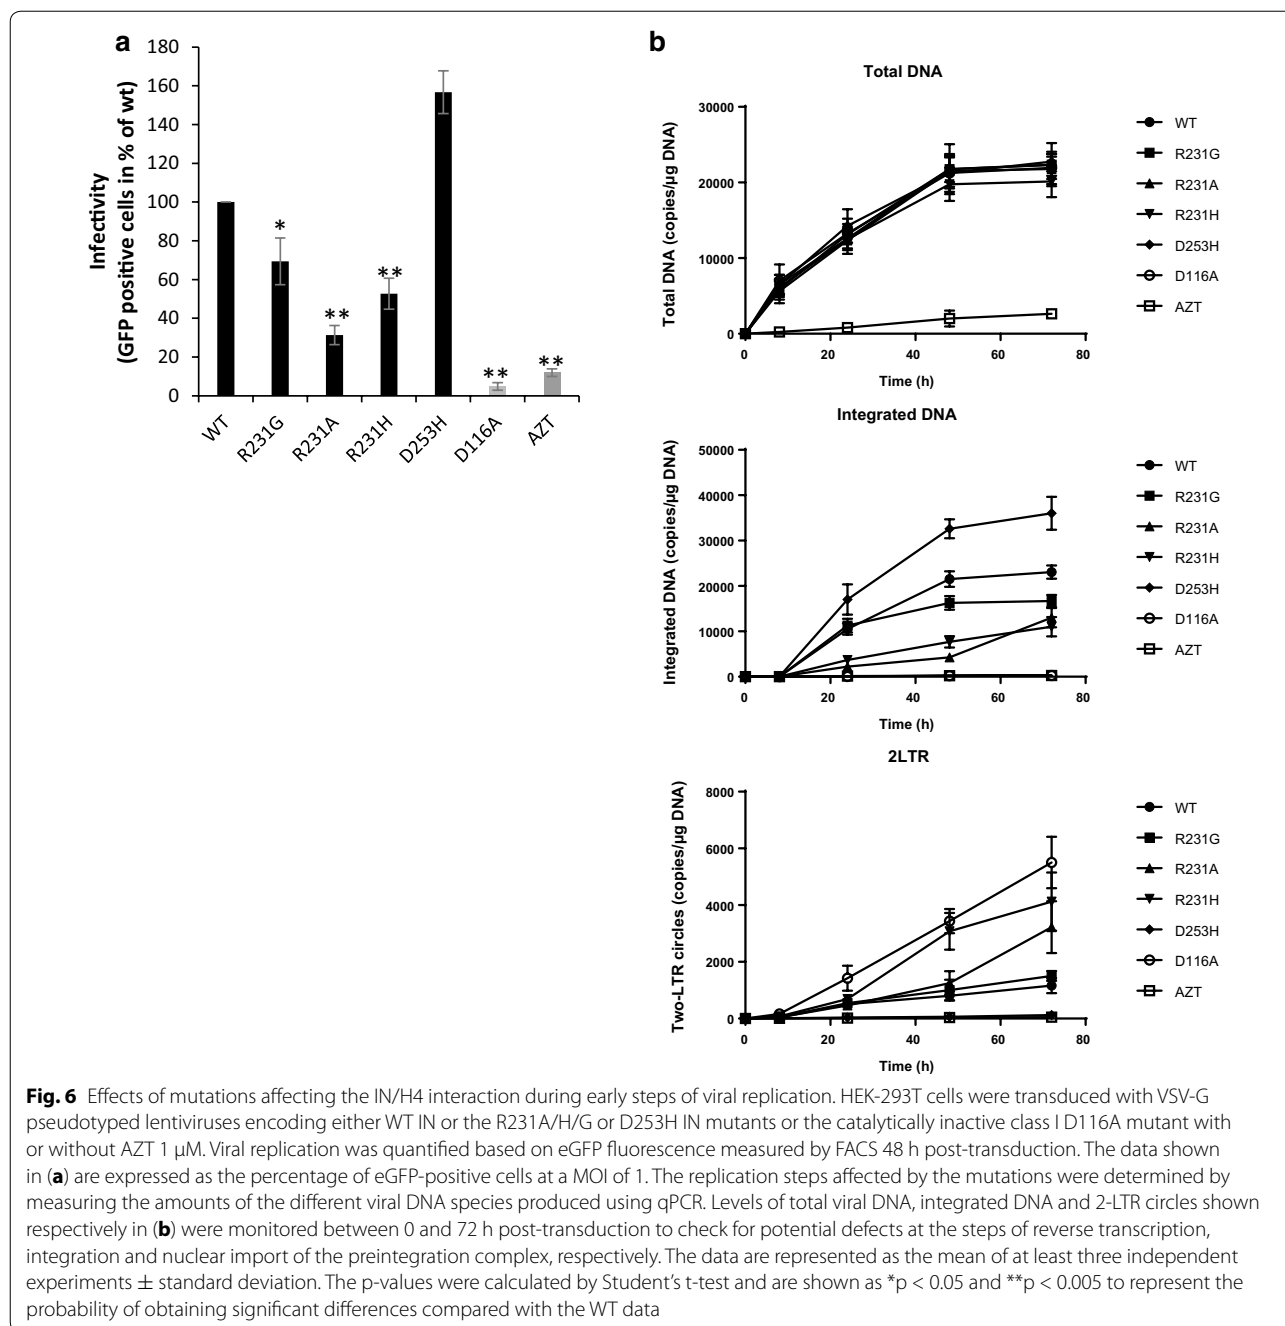 a
180
160
140
120
100
80
60
40
20
0
Infectivity
(GFP positive cells in % of wt)
*
**
**
**
**
WT
R231G
R231A
R231H
D253H
D116A
AZT
b
Total DNA
Total DNA (copies/µg DNA)
30000
20000
10000
0
0 20 40 60 80
Time (h)
WT
R231G
R231A
R231H
D253H
D116A
AZT
Integrated DNA
Integrated DNA (copies/µg DNA)
50000
40000
30000
20000
10000
0
0 20 40 60 80
Time (h)
WT
R231G
R231A
R231H
D253H
D116A
AZT
2LTR
Two-LTR circles (copies/µg DNA)
8000
6000
4000
2000
0
0 20 40 60 80
Time (h)
WT
R231G
R231A
R231H
D253H
D116A
AZT
Fig. 6 Effects of mutations affecting the IN/H4 interaction during early steps of viral replication. HEK-293T cells were transduced with VSV-G
pseudotyped lentiviruses encoding either WT IN or the R231A/H/G or D253H IN mutants or the catalytically inactive class I D116A mutant with
or without AZT 1 µM. Viral replication was quantified based on eGFP fluorescence measured by FACS 48 h post-transduction. The data shown
in (a) are expressed as the percentage of eGFP-positive cells at a MOI of 1. The replication steps affected by the mutations were determined by
measuring the amounts of the different viral DNA species produced using qPCR. Levels of total viral DNA, integrated DNA and 2-LTR circles shown
respectively in (b) were monitored between 0 and 72 h post-transduction to check for potential defects at the steps of reverse transcription,
integration and nuclear import of the preintegration complex, respectively. The data are represented as the mean of at least three independent
experiments ± standard deviation. The p-values were calculated by Student's t-test and are shown as *p < 0.05 and **p < 0.005 to represent the
probability of obtaining significant differences compared with the WT data